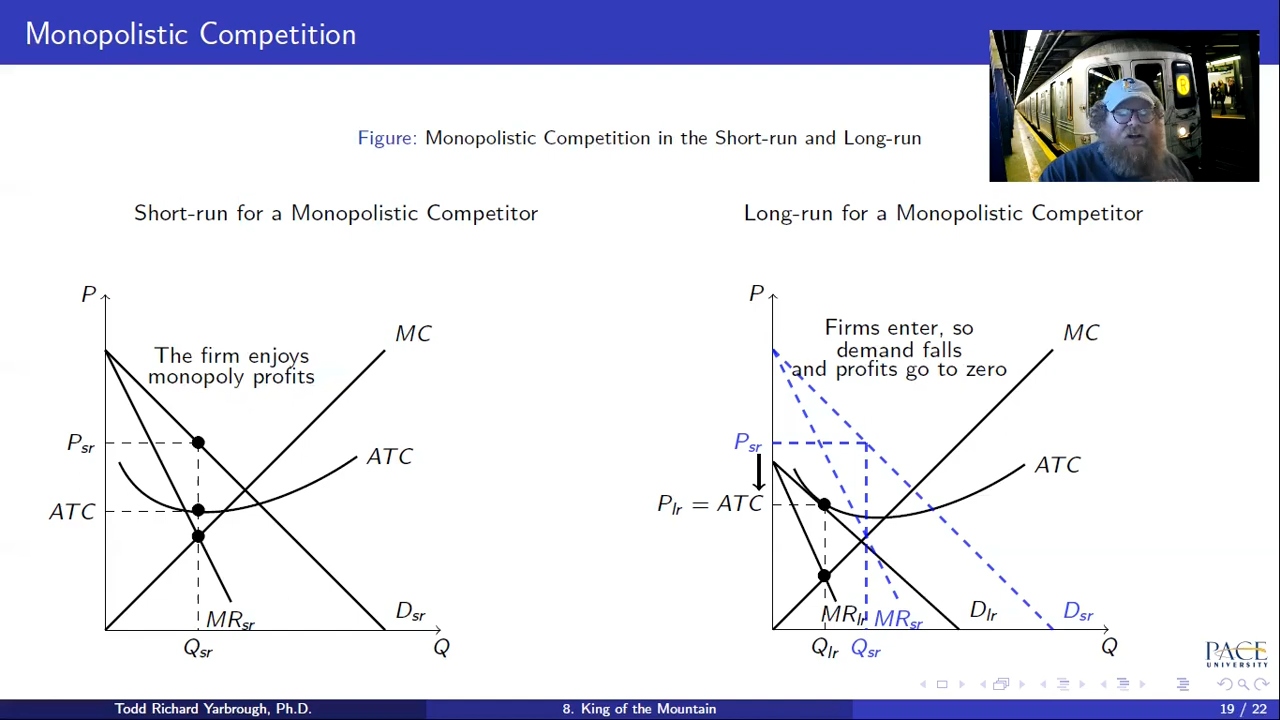 Monopolistic Competition
R
Figure: Monopolistic Competition in the Short-run and Long-run
Short-run for a Monopolistic Competitor
P
The firm enjoys
monopoly profits
MC
Psr
ATC
ATC
MRsr
Dsr
Qsr
Q
Long-run for a Monopolistic Competitor
P
Firms enter, so
demand falls
and profits go to zero
MC
Psr
ATC
Plr = ATC
MRlr
MRsr
Dlr
Dsr
Qlr
Qsr
Q
PACE
UNIVERSITY
Todd Richard Yarbrough, Ph.D.
8. King of the Mountain
19 / 22